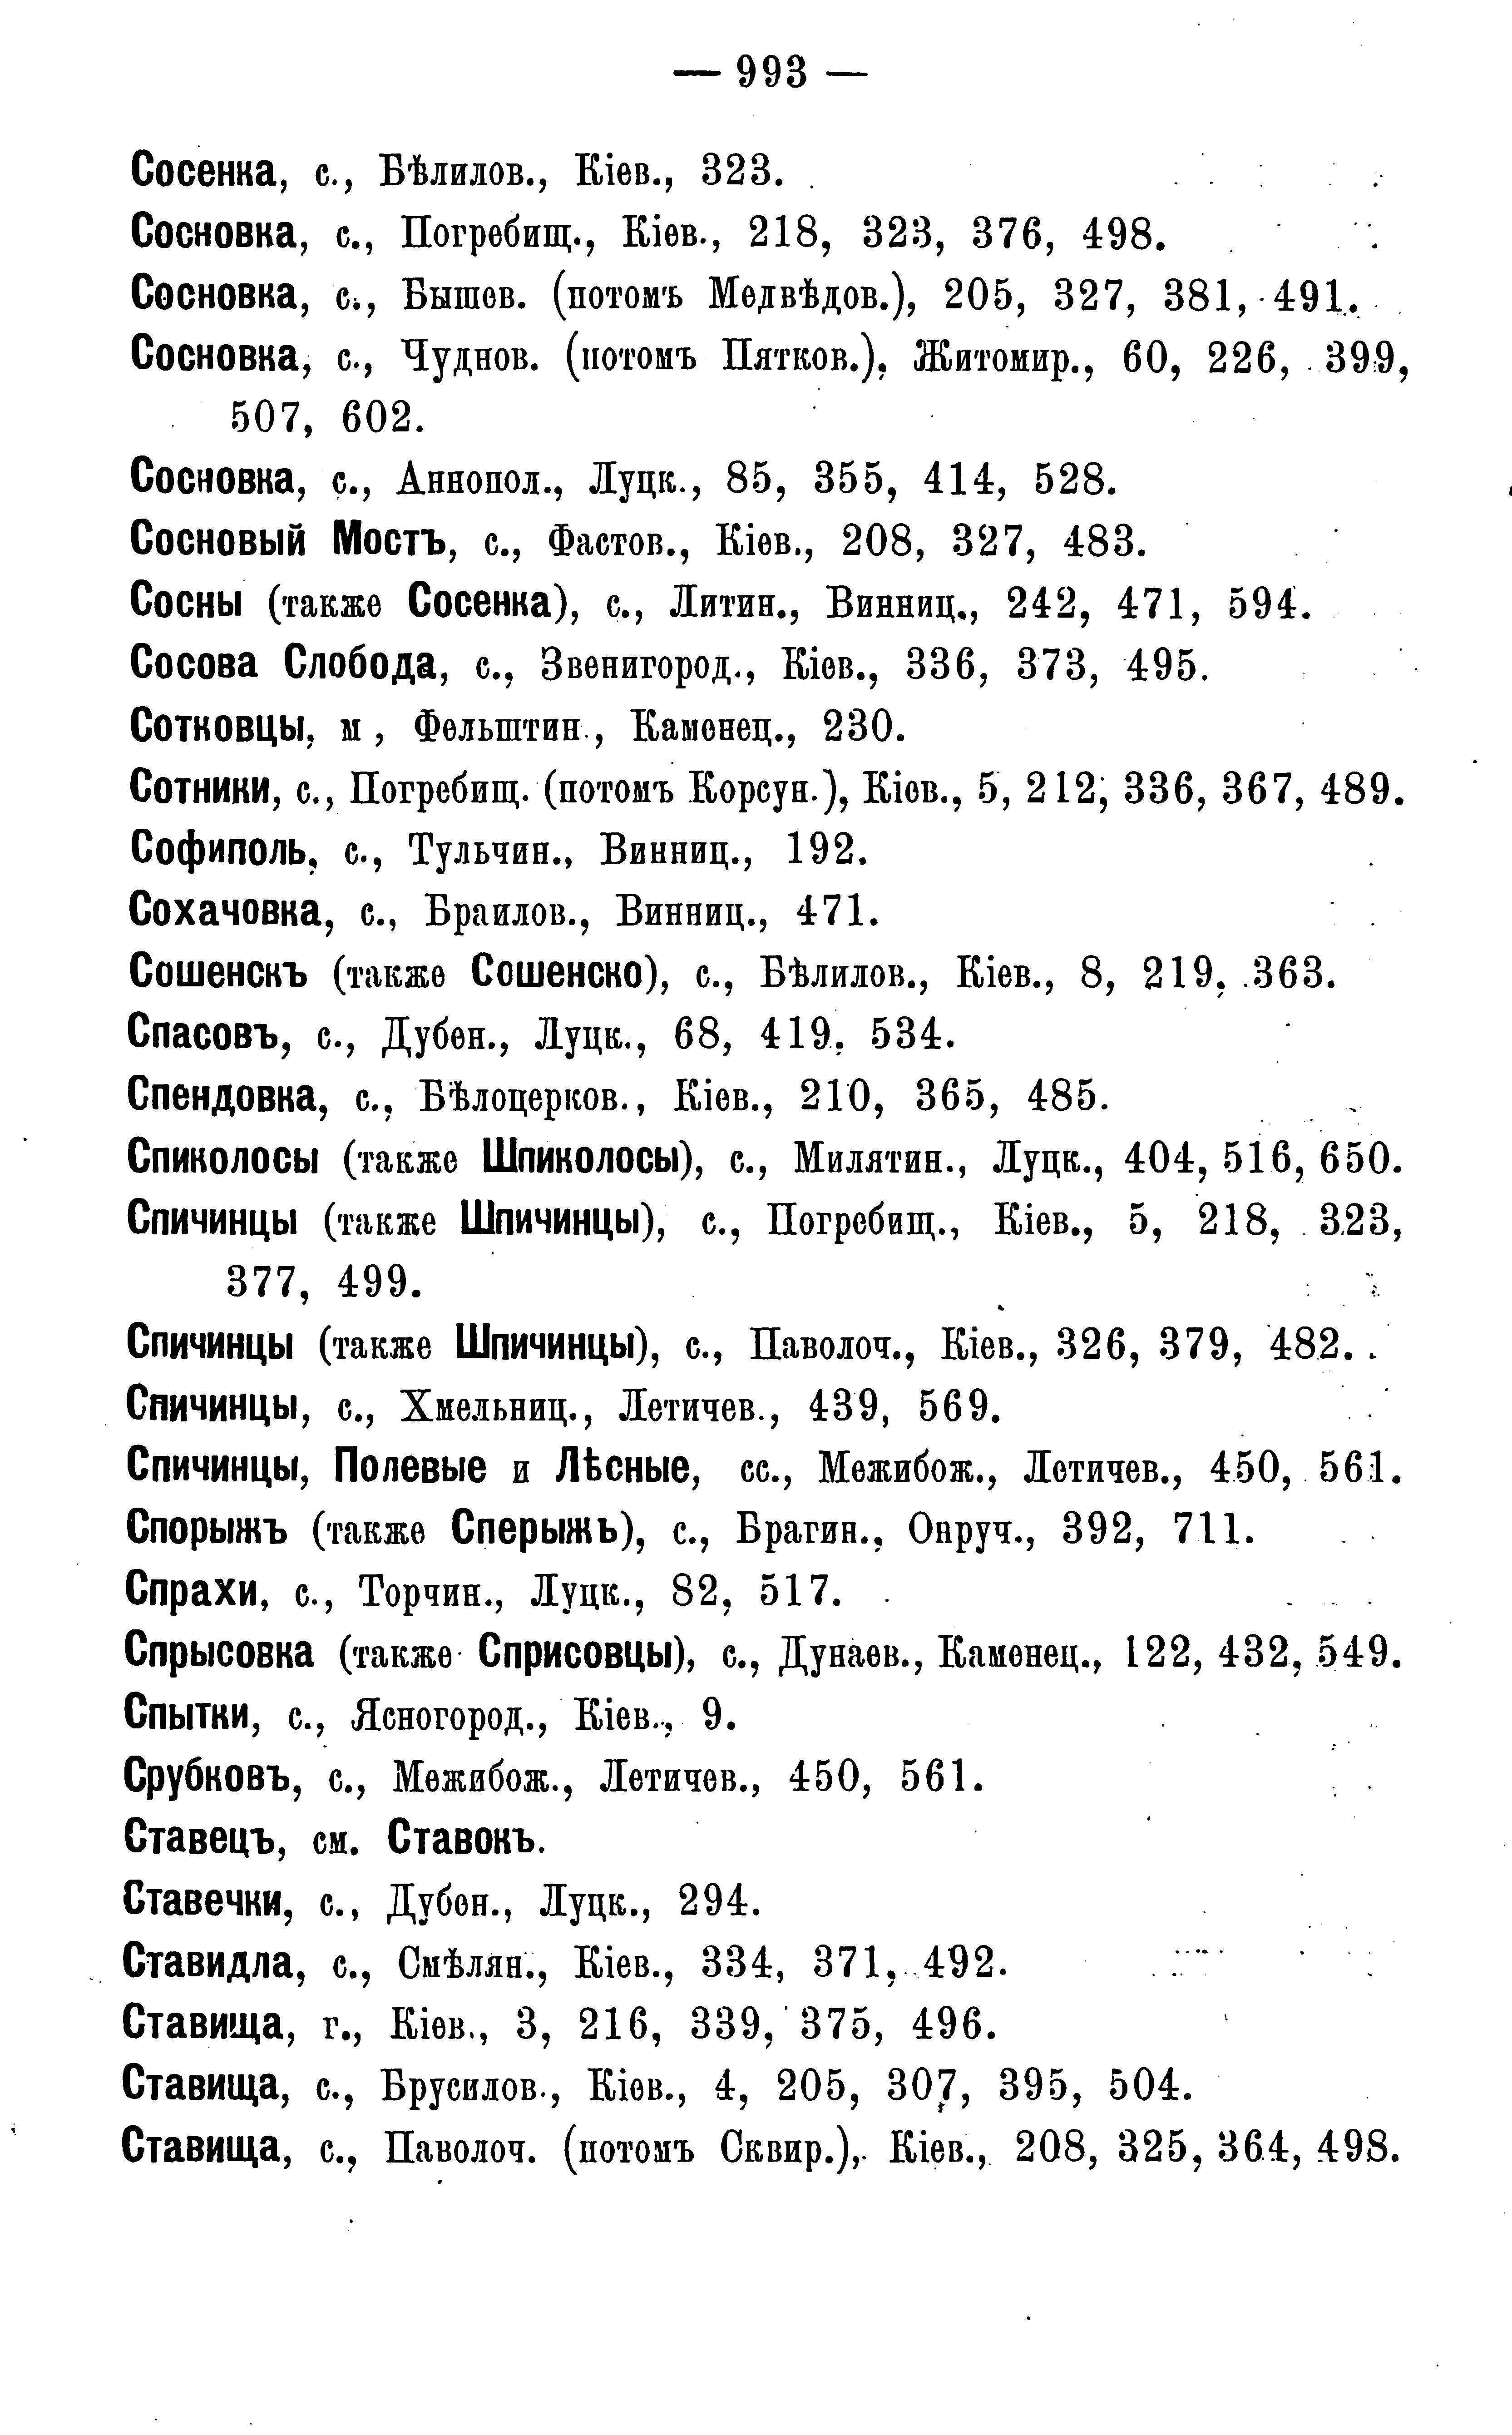 — 993 —
Сосенка, с., Бѣлилов., Кіев., 323.
Сосновка, с., Погребищ., Кіев., 218, 323, 376, 498.
Сосновка, с., Бышев. (потомъ Медвѣдов.), 205, 327, 381, 491.
Сосновка, с., Чуднов. (потомъ Пятков.), Житомир., 60, 226, 399,
507, 602.
Сосновка, с., Аннопол., Луцк., 85, 355, 414, 528.
Сосновый Мостъ, с., Фастов., Кіев., 208, 327, 483.
Сосны (также Сосенка), с., Литин., Винниц., 242, 471, 594.
Сосова Слобода, с., Звенигород., Кіев., 336, 373, 495.
Сотковцы, м , Фельштин., Каменец., 230.
Сотники, с., Погребищ. (потомъ Корсун.), Кіев., 5, 212, 336, 367, 489.
Софиполь, с., Тульчин., Винниц., 192.
Сохачовка, с., Браилов., Винниц., 471.
Сошенскъ (также Сошенско), с., Бѣлилов., Кіев., 8, 219, 363.
Спасовъ, с., Дубен., Луцк., 68, 419, 534.
Спендовка, с., Бѣлоцерков., Кіев., 210, 365, 485.
Спиколосы (также Шпиколосы), с., Милятин., Луцк., 404, 516, 650.
Спичинцы (также Шпичинцы), с., Погребищ., Кіев., 5, 218, 323,
377, 499.
Спичинцы (также Шпичинцы), с., Паволоч., Кіев., 326, 379, 482.
Спичинцы, с., Хмельниц., Летичев., 439, 569.
Спичинцы, Полевые и Лѣсные, сс., Межибож., Летичев., 450, 561.
Спорыжъ (также Сперыжъ), с., Брагин., Овруч., 392, 711.
Спрахи, с., Торчин., Луцк., 82, 517.
Спрысовка (такжеСприсовцы), с., Дунаев., Каменец., 122, 432, 549.
Спытки, с., Ясногород., Кіев., 9.
Срубковъ, с., Межибож., Летичев., 450, 561.
Ставецъ, см. Ставокъ.
Ставечки, с., Дубен., Луцк., 294.
Ставидла, с., Смѣлян., Кіев., 334, 371, 492.
Ставища, г., Кіев., 3, 216, 339, 375, 496.
Ставища, с., Брусилов., Кіев., 4, 205, 307, 395, 504.
Ставища, с., Паволоч. (потомъ Сквир.), Кіев., 208, 325, 364, 498.